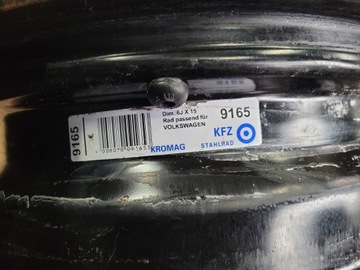 Dim. 6J X 15
Rad passend für
VOLKSWAGEN
9165
KFZ
KROMAG STAHLRAD
9165